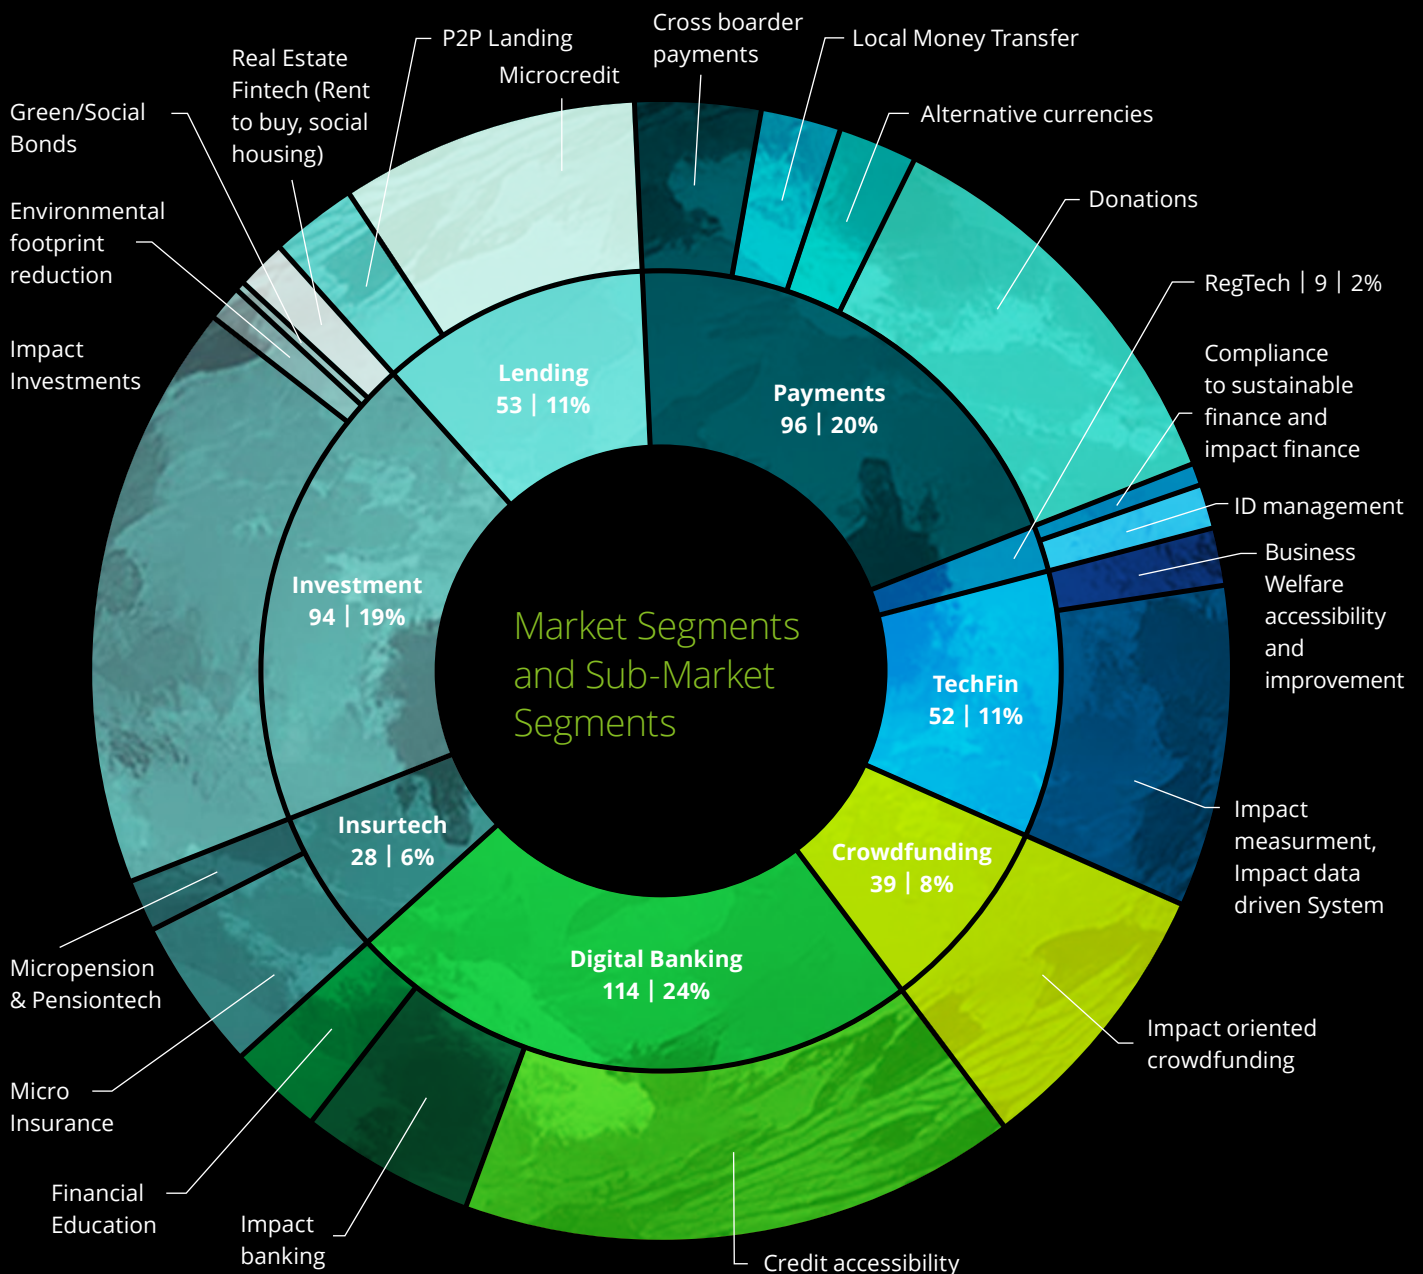 Cross boarder
payments
Local Money Transfer
P2P Landing
Microcredit
Real Estate
Fintech (Rent
to buy, social
housing)
Green/Social
Bonds
Alternative currencies
Donations
Environmental
footprint
reduction
RegTech | 9 | 2%
Impact
Investments
Compliance
to sustainable
finance and
impact finance
ID management
Business
Welfare
accessibility
and
improvement
Lending
53 | 11%
Payments
96 | 20%
Investment
94 | 19%
Market Segments
and Sub-Market
Segments
TechFin
52 | 11%
Insurtech
28 | 6%
Crowdfunding
39 | 8%
Digital Banking
114 | 24%
Impact
measurment,
Impact data
driven System
Micropension
& Pensiontech
Impact oriented
crowdfunding
Micro
Insurance
Financial
Education
Impact
banking
Credit accessibility